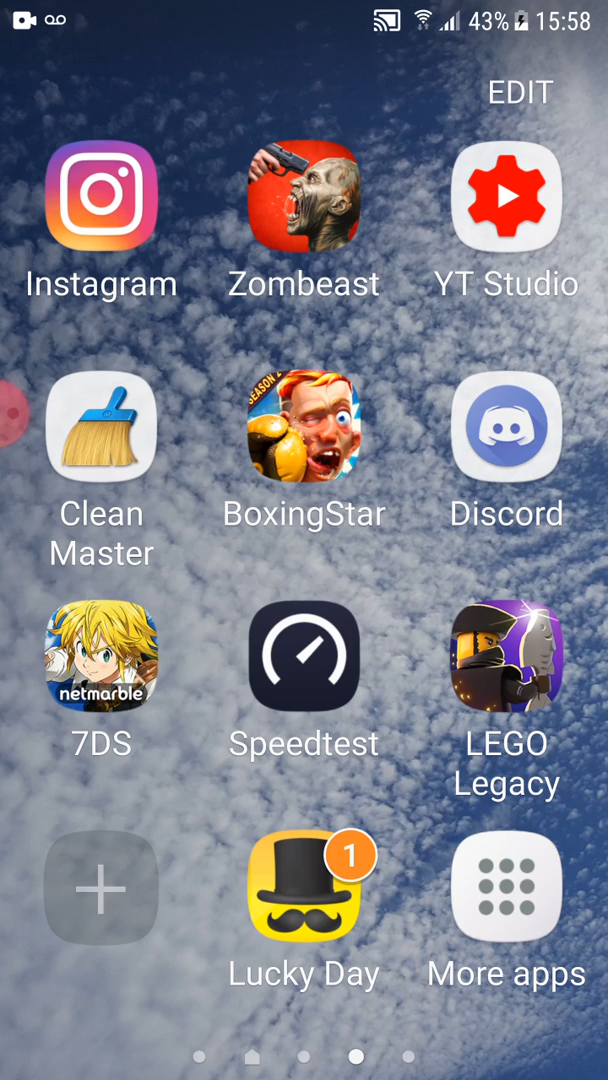 43% 15:58
EDIT
Instagram
Zombeast
YT Studio
SEASON
Clean
Master
BoxingStar
Discord
netmarble
7DS
Speedtest
LEGO
Legacy
1
Lucky Day
More apps